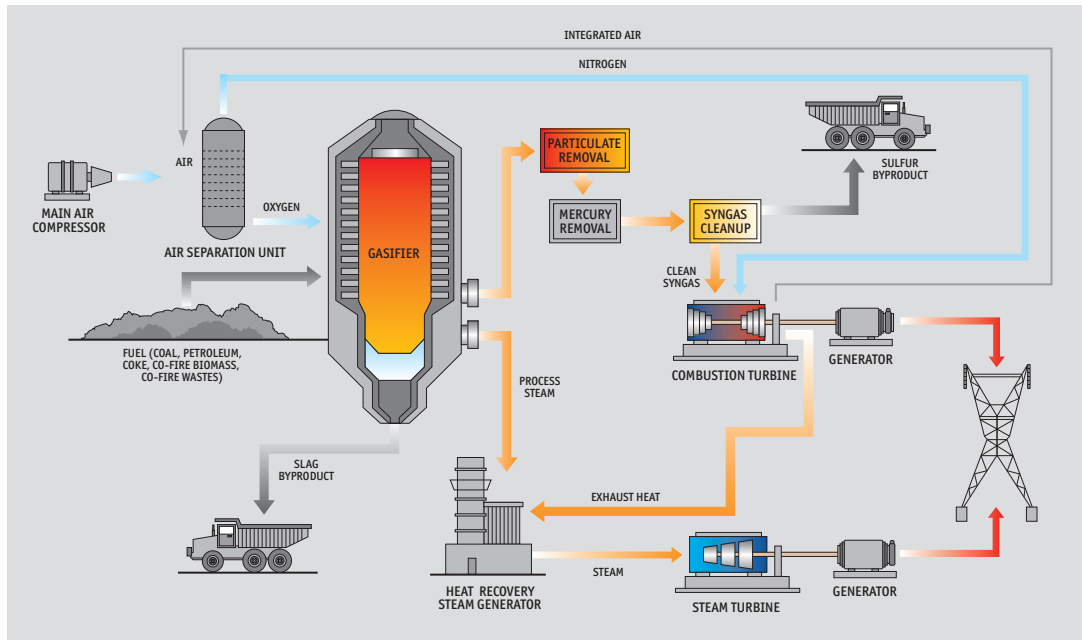 INTEGRATED AIR
NITROGEN
AIR
MAIN AIR
COMPRESSOR
OXYGEN
AIR SEPARATION UNIT
GASIFIER
PARTICULATE
REMOVAL
MERCURY
REMOVAL
SYNGAS
CLEANUP
SULFUR
BYPRODUCT
CLEAN
SYNGAS
FUEL (COAL, PETROLEUM,
COKE, CO-FIRE BIOMASS,
CO-FIRE WASTES)
COMBUSTION TURBINE
GENERATOR
PROCESS
STEAM
SLAG
BYPRODUCT
EXHAUST HEAT
HEAT RECOVERY
STEAM GENERATOR
STEAM
STEAM TURBINE
GENERATOR